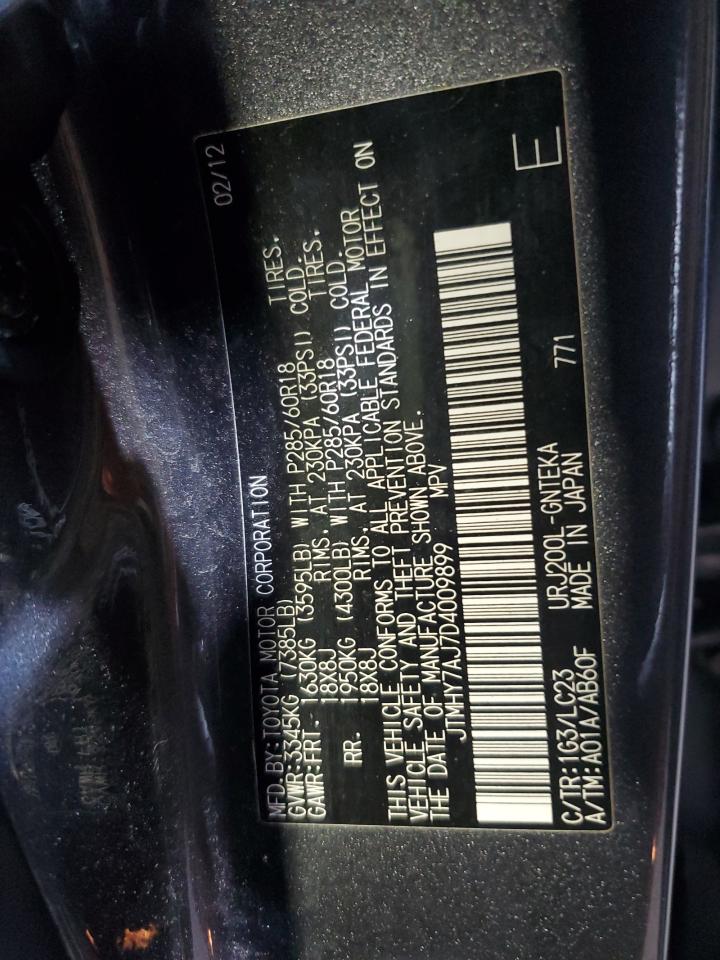 MFD.BY:TOYOTA MOTOR CORPORATION 02/12
GVWR:3345KG (7385LB)
GAWR:FRT- 1630KG (3595LB) WITH P285/60R18 TIRES,
18X8J RIMS, AT 230KPA (33PSI) COLD.
RR. 1950KG (4300LB) WITH P285/60R18 TIRES,
18X8J RIMS, AT 230KPA (33PSI) COLD.
THIS VEHICLE CONFORMS TO ALL APPLICABLE FEDERAL MOTOR
VEHICLE SAFETY AND THEFT PREVENTION STANDARDS IN EFFECT ON
THE DATE OF MANUFACTURE SHOWN ABOVE.
JTMHY7AJ7D4009899 MPV
C/TR:1G3/LC23 URJ200L-GNTEKA 771 E
A/TM:A01A/AB60F MADE IN JAPAN